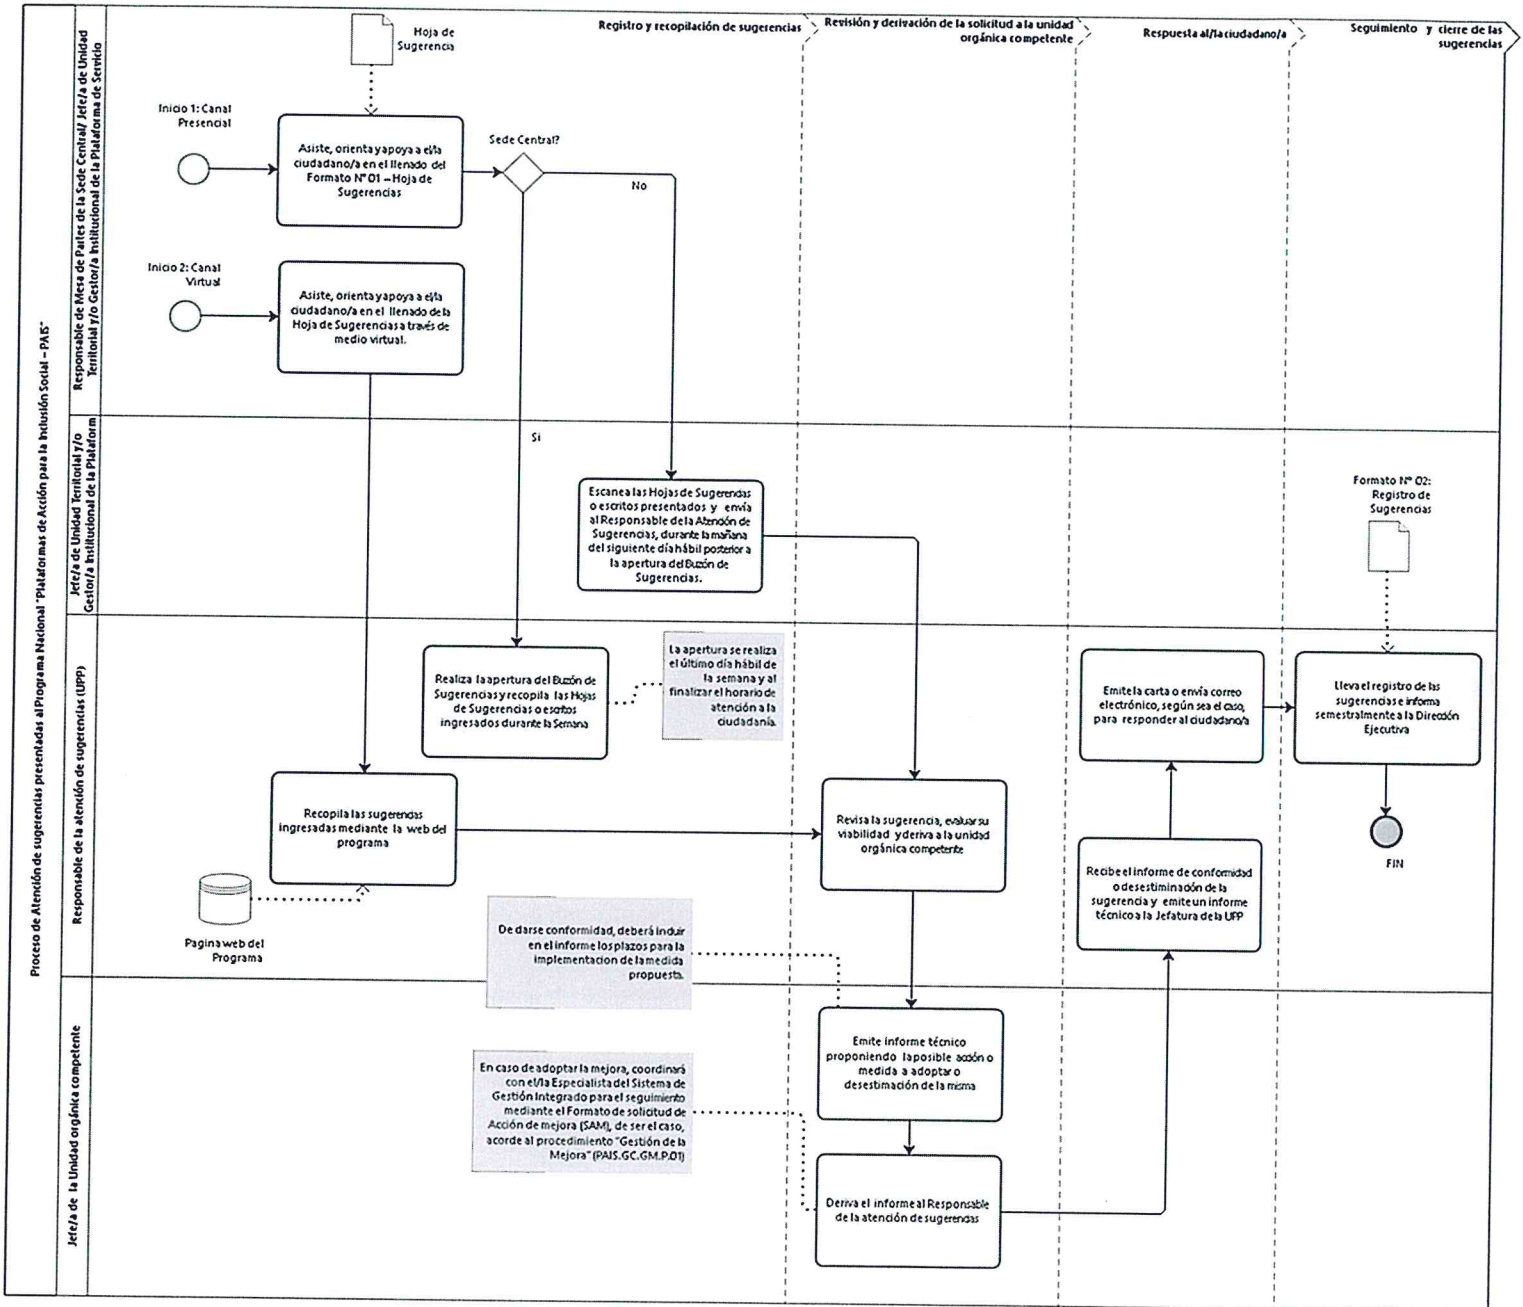 Proceso de Atención de sugerencias presentadas al Programa Nacional "Plataformas de Acción para la Inclusión Social – PAIS"
Responsable de Mesa de Partes de la Sede Central/ Jefe/a de Unidad
Territorial y/o Gestor/a Institucional de la Plataforma de Servicio
Jefe/a de Unidad Territorial y/o
Gestor/a Institucional de la Plataform
Responsable de la atención de sugerencias (UPP)
Jefe/a de la Unidad orgánica competente
Registro y recopilación de sugerencias
Revisión y derivación de la solicitud a la unidad
orgánica competente
Respuesta al/la ciudadano/a
Seguimiento y cierre de las
sugerencias
Hoja de
Sugerencia
Inicio 1: Canal
Presencial
Asiste, orienta y apoya a el/la
ciudadano/a en el llenado del
Formato N° 01 – Hoja de
Sugerencias
Sede Central?
No
Inicio 2: Canal
Virtual
Asiste, orienta y apoya a el/la
ciudadano/a en el llenado de la
Hoja de Sugerencias a través de
medio virtual.
Si
Escanea las Hojas de Sugerencias
o escritos presentados y envía
al Responsable de la Atención de
Sugerencias, durante la mañana
del siguiente día hábil posterior a
la apertura del Buzón de
Sugerencias.
Formato N° 02:
Registro de
Sugerencias
Realiza la apertura del Buzón de
Sugerencias y recopila las Hojas
de Sugerencias o escritos
ingresados durante la Semana
La apertura se realiza
el último día hábil de
la semana y al
finalizar el horario de
atención a la
ciudadanía.
Emite la carta o envía correo
electrónico, según sea el caso,
para responder al ciudadano/a
Lleva el registro de las
sugerencias e informa
semestralmente a la Dirección
Ejecutiva
Recopila las sugerencias
ingresadas mediante la web del
programa
Revisa la sugerencia, evaluar su
viabilidad y deriva a la unidad
orgánica competente
Recibe el informe de conformidad
o desestiminación de la
sugerencia y emite un informe
técnico a la Jefatura de la UPP
FIN
Pagina web del
Programa
De darse conformidad, deberá incluir
en el informe los plazos para la
implementacion de la medida
propuesta.
Emite informe técnico
proponiendo la posible acción o
medida a adoptar o
desestimación de la misma
En caso de adoptar la mejora, coordinará
con el/la Especialista del Sistema de
Gestión Integrado para el seguimiento
mediante el Formato de solicitud de
Acción de mejora (SAM), de ser el caso,
acorde al procedimiento "Gestión de la
Mejora" (PAIS.GC.GM.P.01)
Deriva el informe al Responsable
de la atención de sugerencias